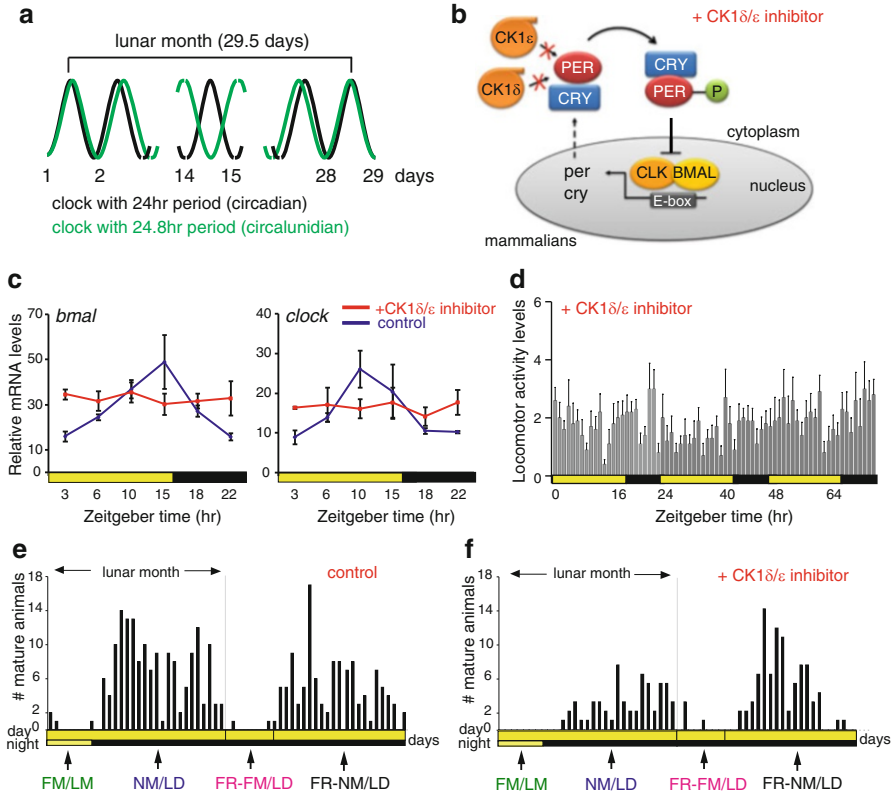 a
lunar month (29.5 days)
1 2 14 15 28 29 days
clock with 24hr period (circadian)
clock with 24.8hr period (circalunidian)
b
+ CK1δ/ε inhibitor
CK1ε
CK1δ
PER
CRY
CRY
PER
P
cytoplasm
per
cry
CLK BMAL
E-box
nucleus
mammalians
c
Relative mRNA levels
bmal
70
50
30
10
0
3 6 10 15 18 22
Zeitgeber time (hr)
clock
+CK1δ/ε inhibitor
control
40
30
20
10
0
3 6 10 15 18 22
Zeitgeber time (hr)
d
+ CK1δ/ε inhibitor
Locomotor activity levels
6
4
2
0
0 16 24 40 48 64
Zeitgeber time (hr)
e
lunar month
control
# mature animals
18
14
10
6
2
0
day
night
days
FM/LM NM/LD FR-FM/LD FR-NM/LD
f
lunar month
+ CK1δ/ε inhibitor
# mature animals
18
14
10
6
2
0
day
night
days
FM/LM NM/LD FR-FM/LD FR-NM/LD